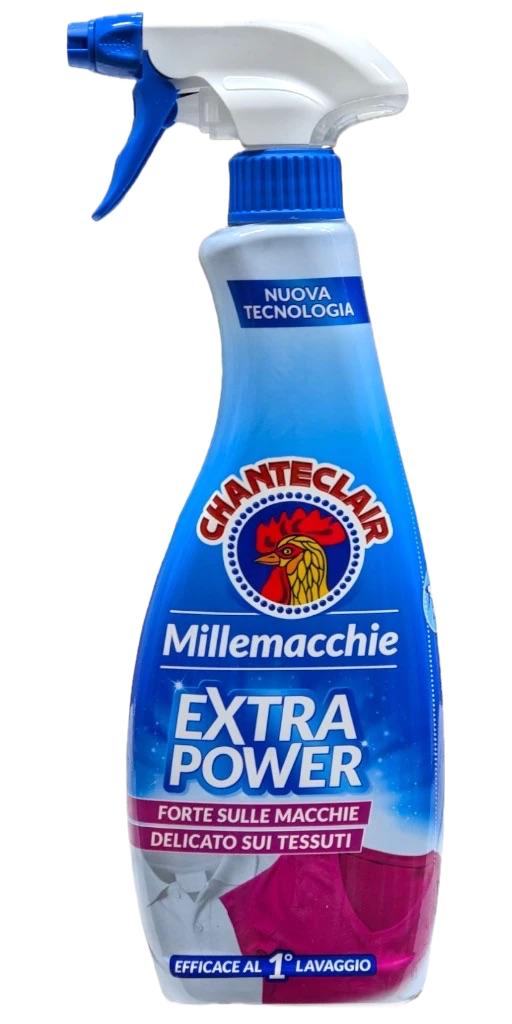 NUOVA
TECNOLOGIA
CHANTECLAIR
Millemacchie
EXTRA
POWER
FORTE SULLE MACCHIE
DELICATO SUI TESSUTI
EFFICACE AL 1° LAVAGGIO